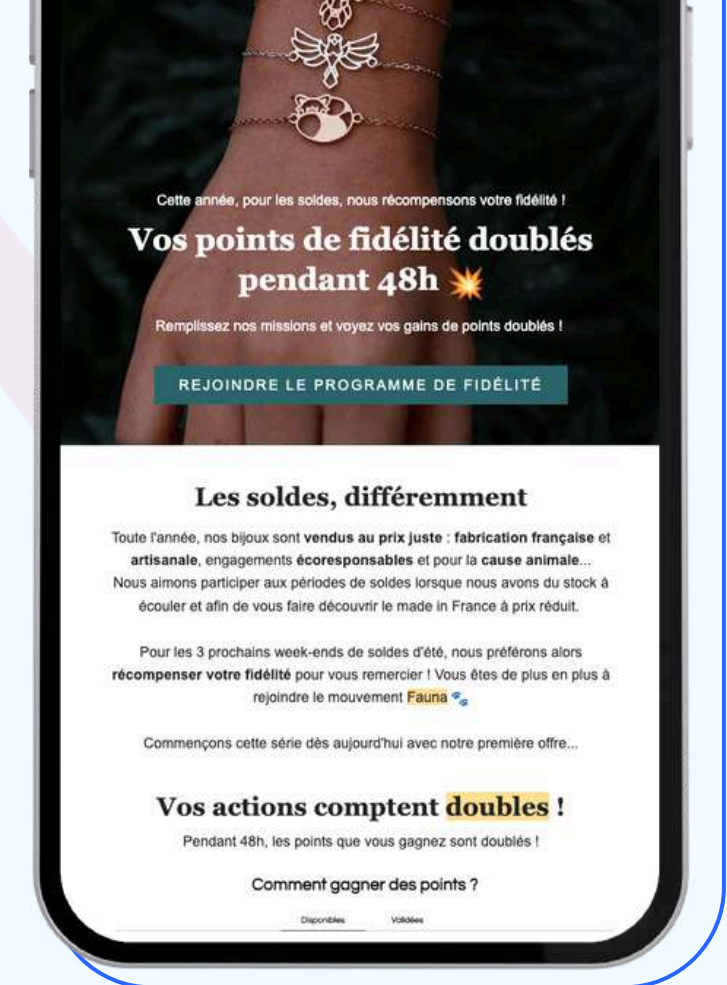 Cette année, pour les soldes, nous récompensons votre fidélité !
Vos points de fidélité doublés
pendant 48h 💥
Remplissez nos missions et voyez vos gains de points doublés !
REJOINDRE LE PROGRAMME DE FIDÉLITÉ
Les soldes, différemment
Toute l'année, nos bijoux sont vendus au prix juste : fabrication française et
artisanale, engagements écoresponsables et pour la cause animale...
Nous aimons participer aux périodes de soldes lorsque nous avons du stock à
écouler et afin de vous faire découvrir le made in France à prix réduit.
Pour les 3 prochains week-ends de soldes d'été, nous préférons alors
récompenser votre fidélité pour vous remercier ! Vous êtes de plus en plus à
rejoindre le mouvement Fauna 🐾
Commençons cette série dès aujourd'hui avec notre première offre...
Vos actions comptent doubles !
Pendant 48h, les points que vous gagnez sont doublés !
Comment gagner des points ?
Disponibles Validées